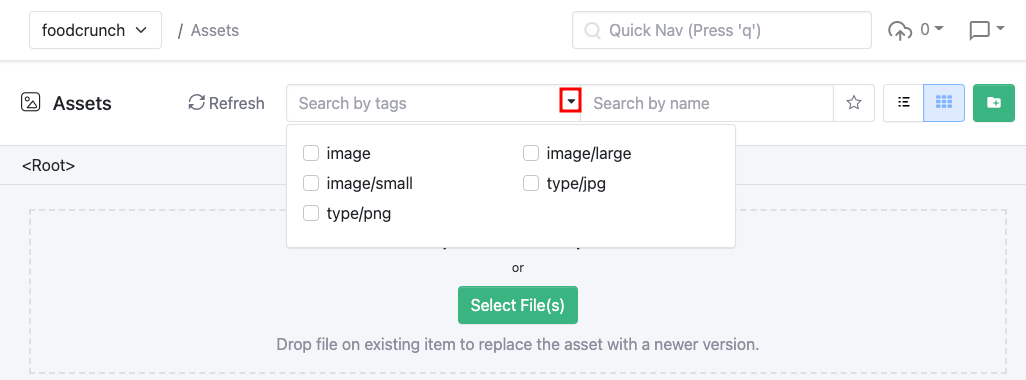 foodcrunch / Assets Quick Nav (Press 'q') 0
Assets Refresh Search by tags Search by name
<Root>
image image/large
image/small type/jpg
type/png
or
Select File(s)
Drop file on existing item to replace the asset with a newer version.